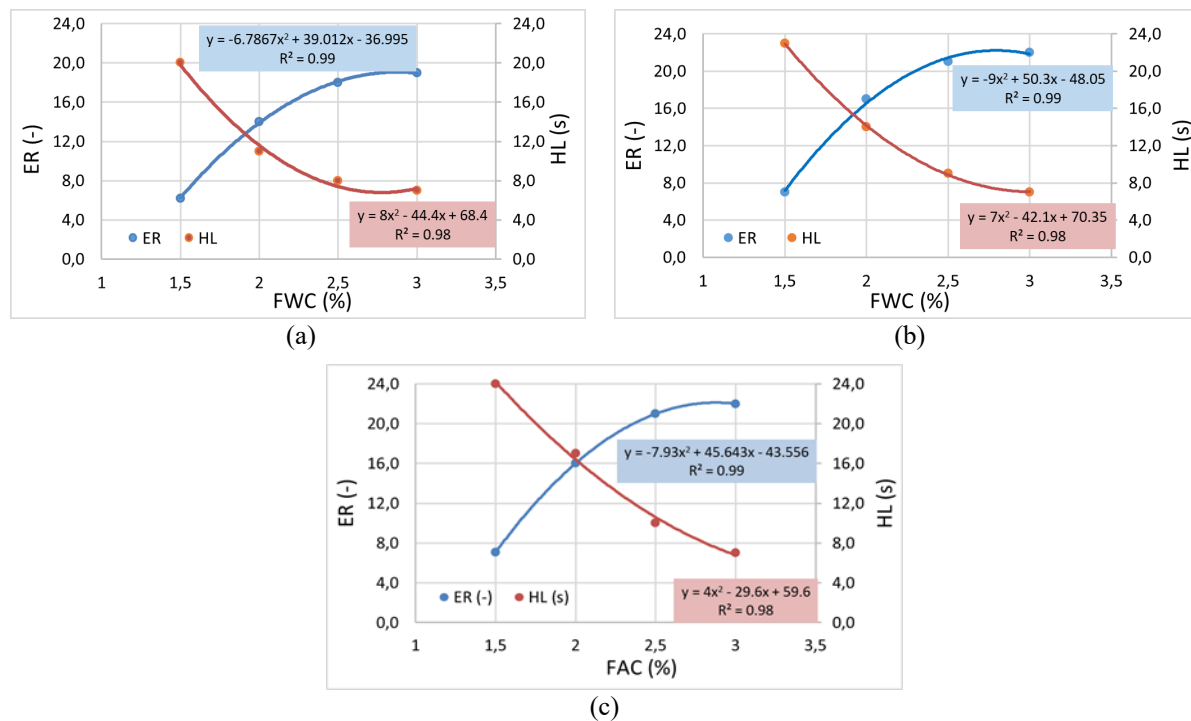 24,0
20,0
16,0
12,0
8,0
4,0
0,0
ER (-)
y = -6.7867x² + 39.012x - 36.995
R² = 0.99
y = 8x² - 44.4x + 68.4
R² = 0.98
ER
HL
24,0
20,0
16,0
12,0
8,0
4,0
0,0
HL (s)
1
1,5
2
2,5
3
3,5
FWC (%)
(a)
24,0
20,0
16,0
12,0
8,0
4,0
0,0
ER (-)
y = -9x² + 50.3x - 48.05
R² = 0.99
y = 7x² - 42.1x + 70.35
R² = 0.98
ER
HL
24,0
20,0
16,0
12,0
8,0
4,0
0,0
HL (s)
1
1,5
2
2,5
3
3,5
FWC (%)
(b)
24,0
20,0
16,0
12,0
8,0
4,0
0,0
ER (-)
y = -7.93x² + 45.643x - 43.556
R² = 0.99
y = 4x² - 29.6x + 59.6
R² = 0.98
ER (-)
HL (s)
24,0
20,0
16,0
12,0
8,0
4,0
0,0
HL (s)
1
1,5
2
2,5
3
3,5
FAC (%)
(c)